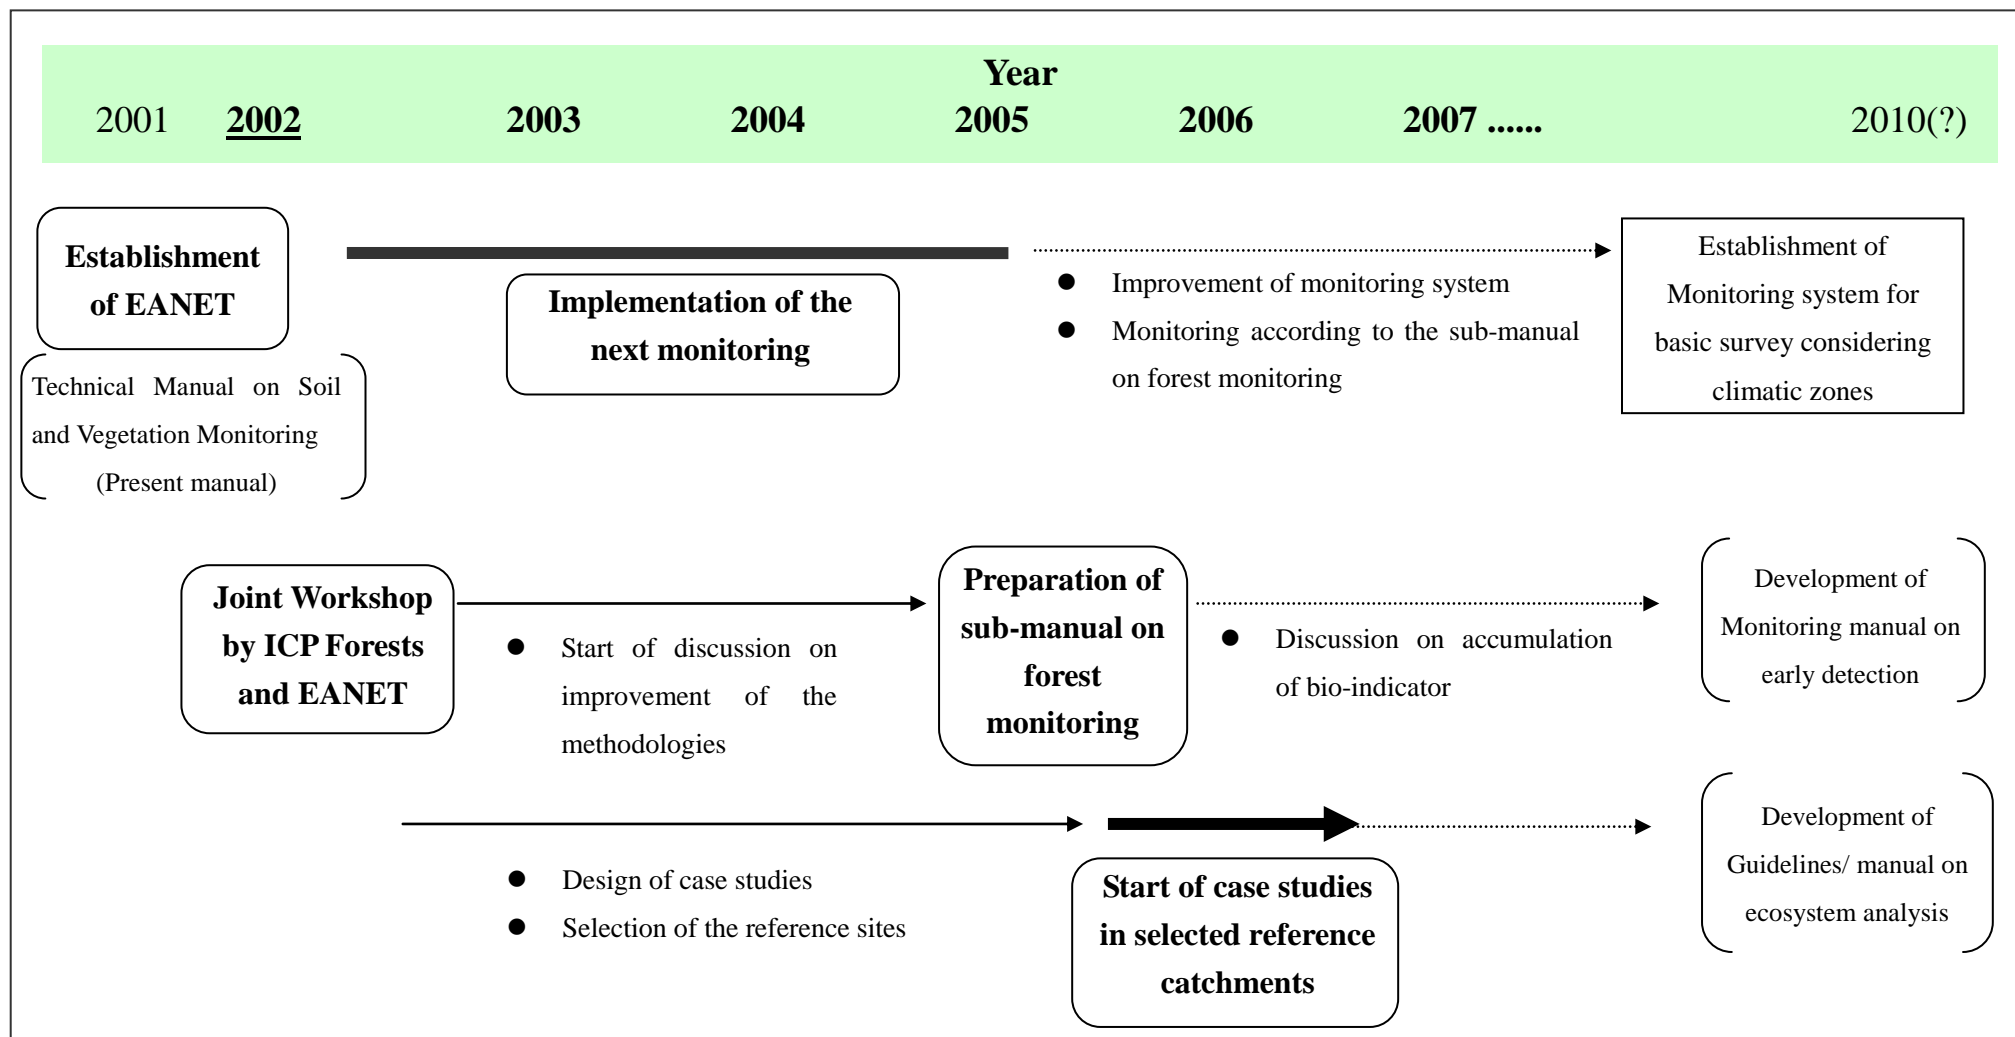 Year
2001 2002 2003 2004 2005 2006 2007 ...... 2010(?)
Establishment
of EANET
Technical Manual on Soil
and Vegetation Monitoring
(Present manual)
Implementation of the
next monitoring
● Improvement of monitoring system
● Monitoring according to the sub-manual
on forest monitoring
Establishment of
Monitoring system for
basic survey considering
climatic zones
Joint Workshop
by ICP Forests
and EANET
● Start of discussion on
improvement of the
methodologies
Preparation of
sub-manual on
forest
monitoring
● Discussion on accumulation
of bio-indicator
Development of
Monitoring manual on
early detection
● Design of case studies
● Selection of the reference sites
Start of case studies
in selected reference
catchments
Development of
Guidelines/ manual on
ecosystem analysis